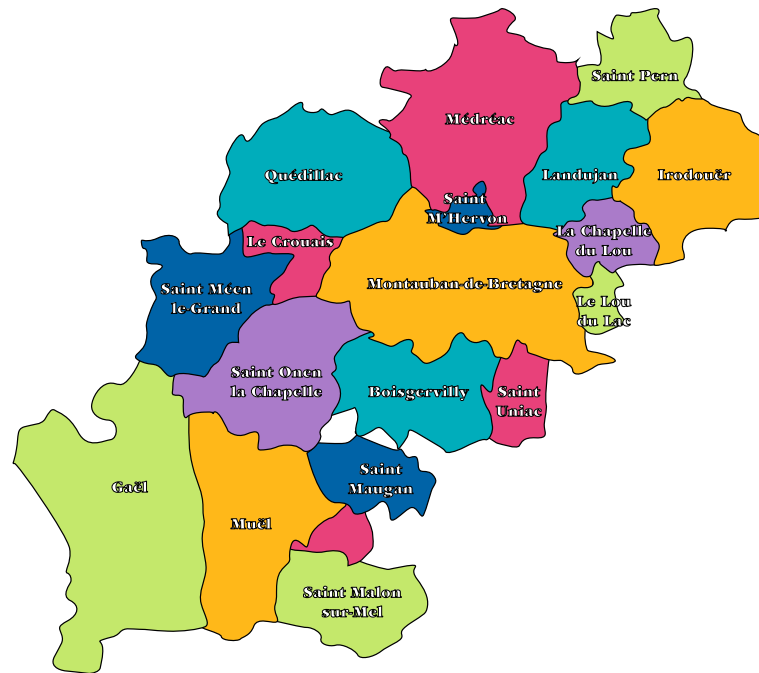 Saint Pern
Médréac
Quédillac
Landujan
Irodouër
Saint
M'Hervon
La Chapelle
du Lou
Le Crouais
Montauban-de-Bretagne
Saint Méen
le-Grand
Le Lou
du Lac
Saint Onen
la Chapelle
Boisgervilly
Saint
Uniac
Gaël
Saint
Maugan
Muël
Saint Malon
sur-Mel